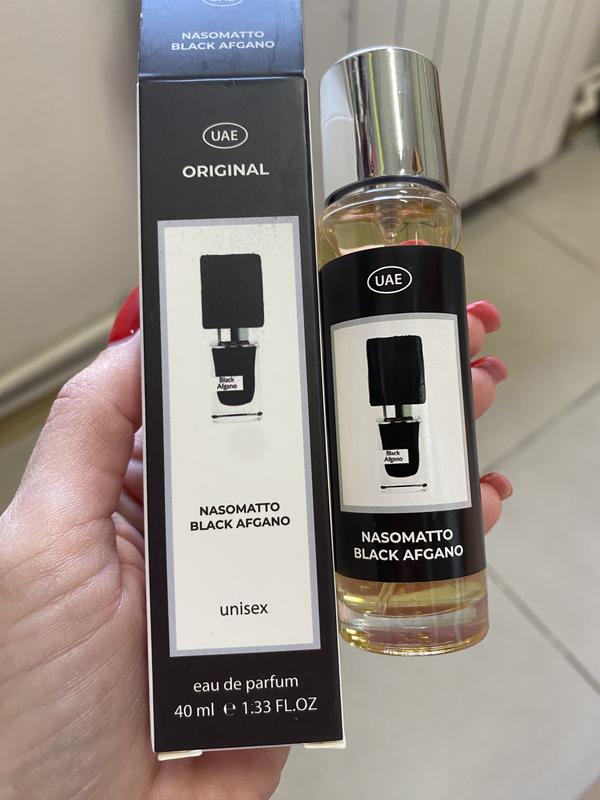 UAE
NASOMATTO
BLACK AFGANO
UAE
ORIGINAL
Black
Afgano
NASOMATTO
BLACK AFGANO
unisex
eau de parfum
40 ml ℮ 1.33 FL.OZ
UAE
Black
Afgano
NASOMATTO
BLACK AFGANO